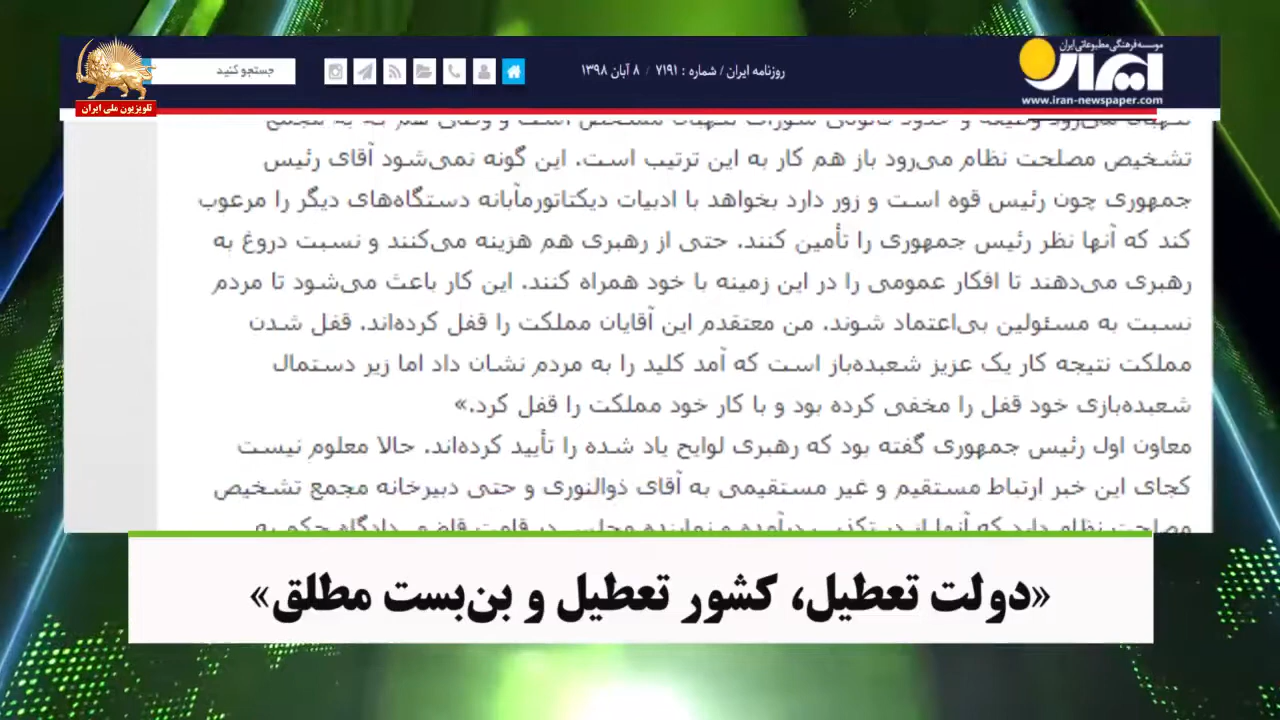 موسسه فرهنگی مطبوعاتی ایران
ایران
www.iran-newspaper.com
روزنامه ایران / شماره : ۷۱۹۱ / ۸ آبان ۱۳۹۸
جستجو کنید
تلویزیون ملی ایران
تشخیص مصلحت نظام می‌رود باز هم کار به این ترتیب است. این گونه نمی‌شود آقای رئیس
جمهوری چون رئیس قوه است و زور دارد بخواهد با ادبیات دیکتاتورمآبانه دستگاه‌های دیگر را مرعوب
کند که آنها نظر رئیس جمهوری را تأمین کنند. حتی از رهبری هم هزینه می‌کنند و نسبت دروغ به
رهبری می‌دهند تا افکار عمومی را در این زمینه با خود همراه کنند. این کار باعث می‌شود تا مردم
نسبت به مسئولین بی‌اعتماد شوند. من معتقدم این آقایان مملکت را قفل کرده‌اند. قفل شدن
مملکت نتیجه کار یک عزیز شعبده‌باز است که آمد کلید را به مردم نشان داد اما زیر دستمال
شعبده‌بازی خود قفل را مخفی کرده بود و با کار خود مملکت را قفل کرد.»
معاون اول رئیس جمهوری گفته بود که رهبری لوایح یاد شده را تأیید کرده‌اند. حالا معلوم نیست
کجای این خبر ارتباط مستقیم و غیر مستقیمی به آقای ذوالنوری و حتی دبیرخانه مجمع تشخیص
«دولت تعطیل، کشور تعطیل و بن‌بست مطلق»